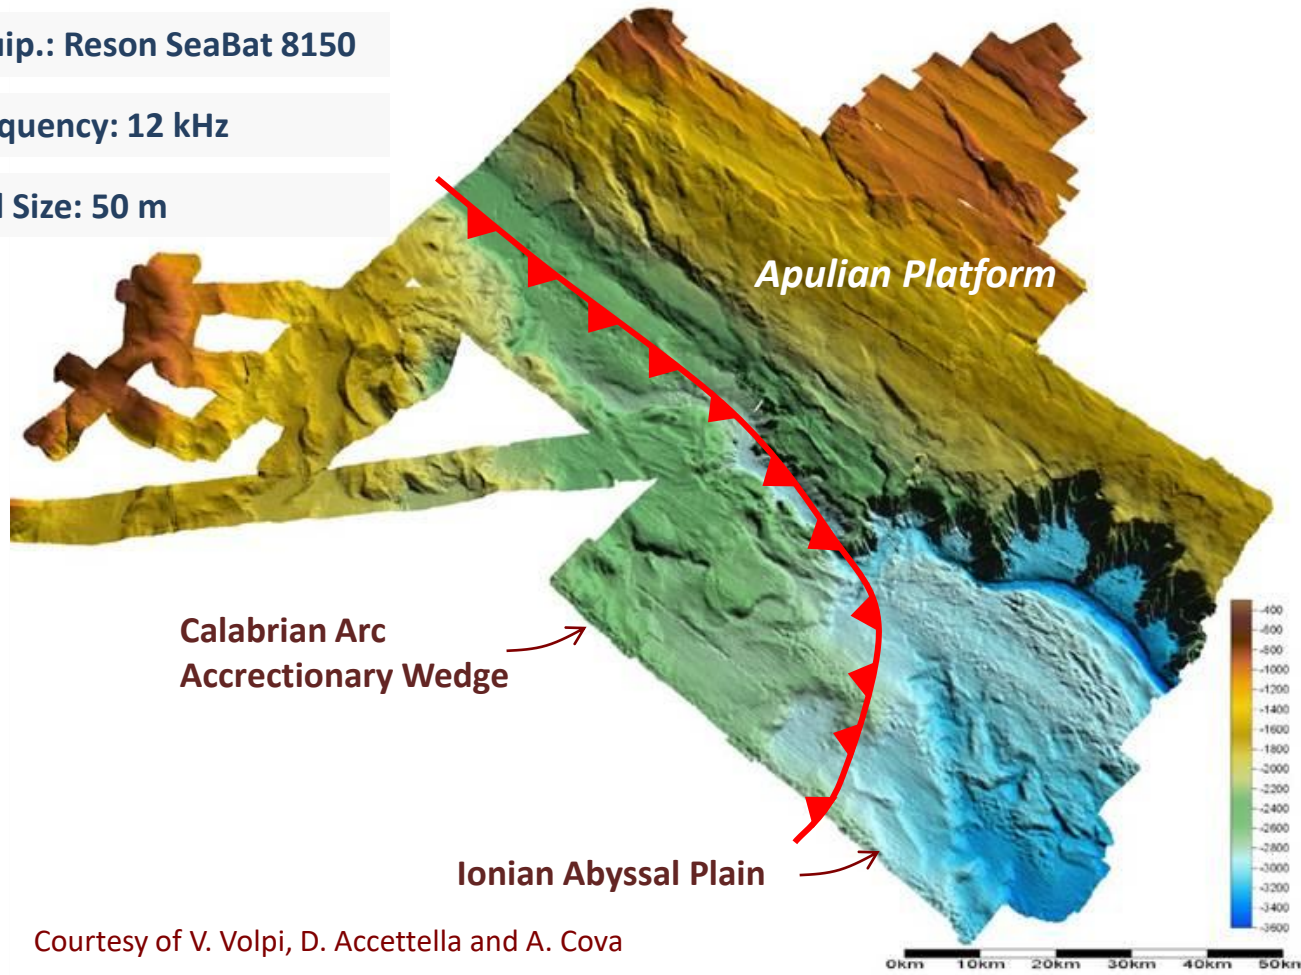 uip.: Reson SeaBat 8150
quency: 12 kHz
l Size: 50 m
Apulian Platform
Calabrian Arc
Accrectionary Wedge
Ionian Abyssal Plain
Courtesy of V. Volpi, D. Accettella and A. Cova
-400
-600
-800
-1000
-1200
-1400
-1600
-1800
-2000
-2200
-2400
-2600
-2800
-3000
-3200
-3400
-3600
0km 10km 20km 30km 40km 50km